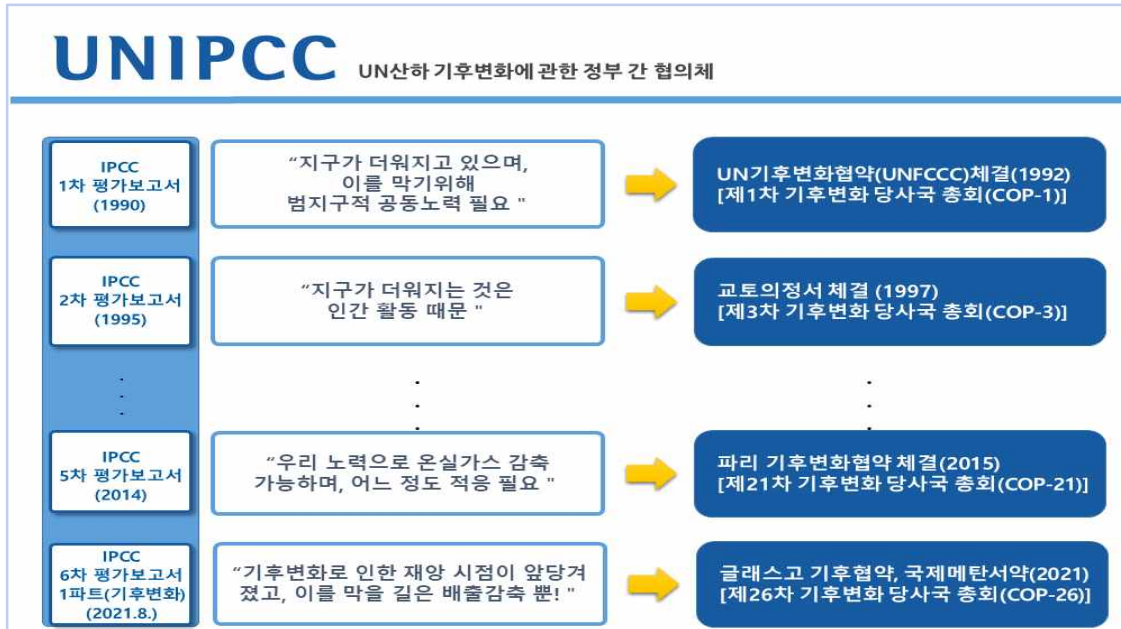 UNIPCC UN산하 기후변화에 관한 정부 간 협의체
IPCC
1차 평가보고서
(1990)
“지구가 더워지고 있으며,
이를 막기위해
범지구적 공동노력 필요 "
UN기후변화협약(UNFCCC)체결(1992)
[제1차 기후변화 당사국 총회(COP-1)]
IPCC
2차 평가보고서
(1995)
“지구가 더워지는 것은
인간 활동 때문 "
교토의정서 체결 (1997)
[제3차 기후변화 당사국 총회(COP-3)]
IPCC
5차 평가보고서
(2014)
“우리 노력으로 온실가스 감축
가능하며, 어느 정도 적응 필요 "
파리 기후변화협약 체결(2015)
[제21차 기후변화 당사국 총회(COP-21)]
IPCC
6차 평가보고서
1파트(기후변화)
(2021.8.)
“기후변화로 인한 재앙 시점이 앞당겨
졌고, 이를 막을 길은 배출감축 뿐! "
글래스고 기후협약, 국제메탄서약(2021)
[제26차 기후변화 당사국 총회(COP-26)]